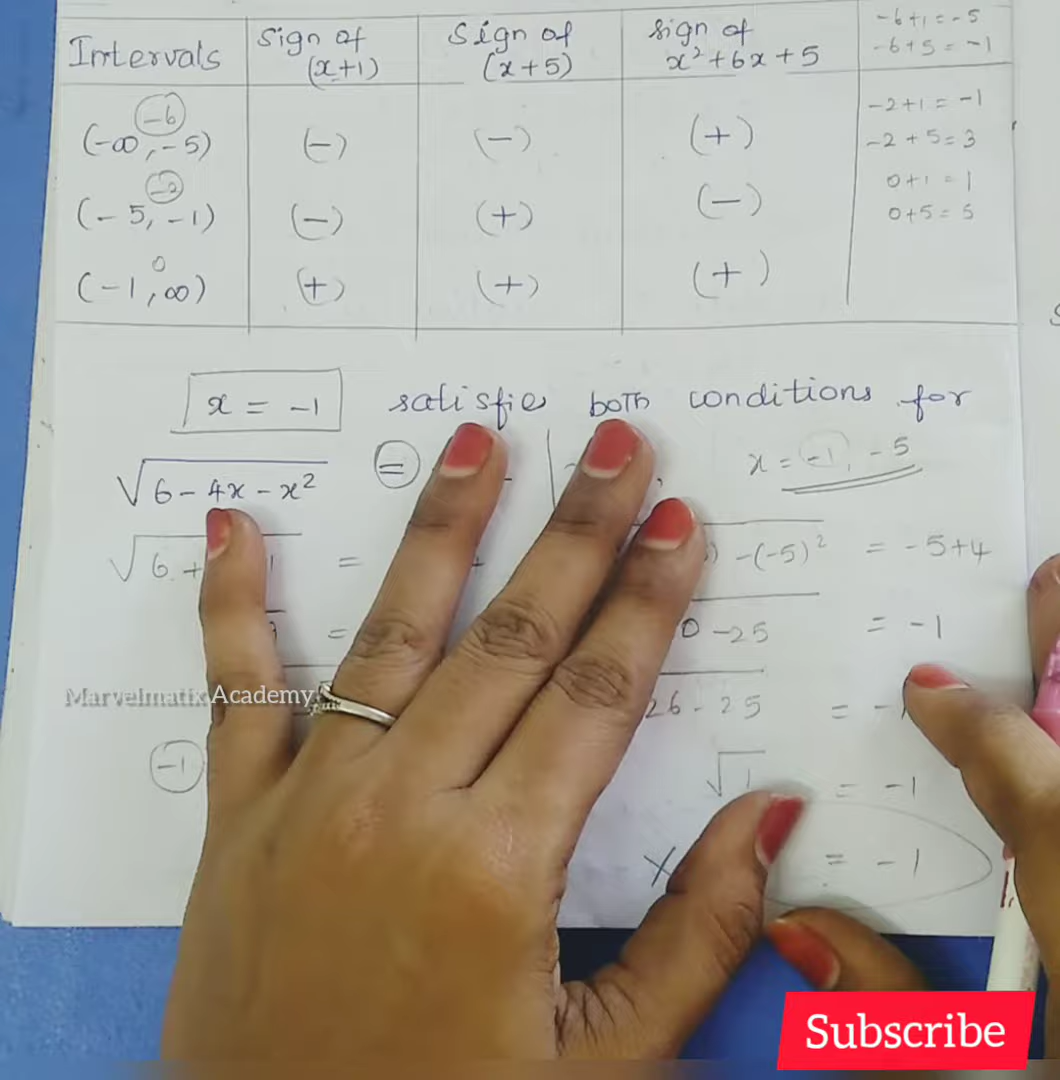 Intervals Sign of (x+1) Sign of (x+5) sign of x²+6x+5
-6+1=-5
-6+5=-1
-6
(-∞,-5) (-) (-) (+)
-2+1=-1
-2+5=3
-2
(-5,-1) (-) (+) (-)
0+1=1
0+5=5
0
(-1,∞) (+) (+) (+)
x = -1 satisfie both conditions for
√6-4x-x² = x = -1, -5
√6+ = -(-5)² = -5+4
= 0-25 = -1
Marvelmatix Academy 26-25 = -1
-1 √1 = -1
X = -1
Subscribe